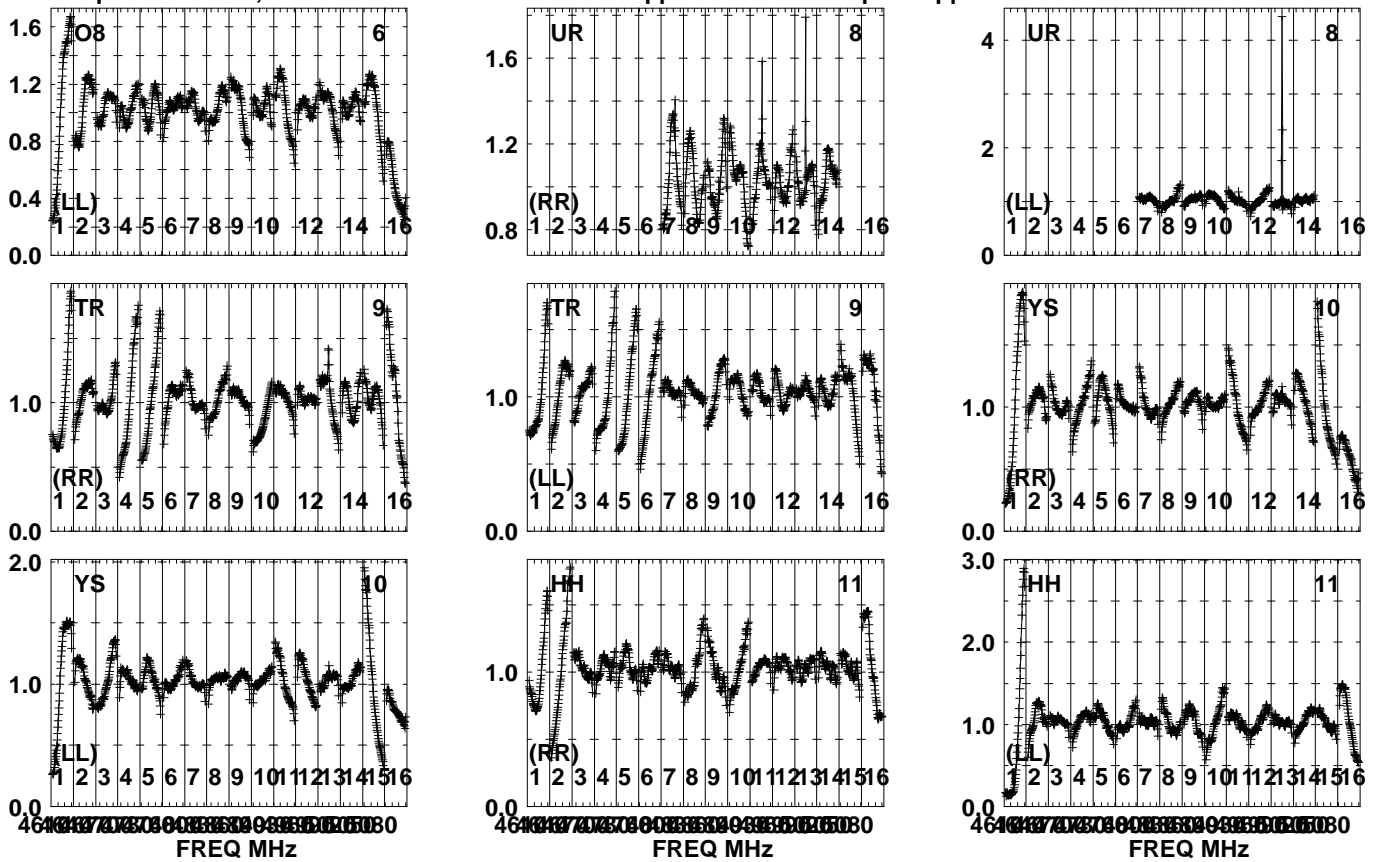 1.6 O8 6
1.2
0.8
0.4 (LL)
1 2 3 4 5 6 7 8 9 10 12 14 16
0.0
UR 8
1.6
1.2
(RR)
0.8 1 2 3 4 5 6 7 8 9 10 12 14 16
4 UR 8
2
(LL)
1 2 3 4 5 6 7 8 9 10 12 14 16
0
TR 9
1.0
(RR)
1 2 3 4 5 6 7 8 9 10 12 14 16
0.0
TR 9
1.0
(LL)
1 2 3 4 5 6 7 8 9 10 12 14 16
0.0
YS 10
1.0
(RR)
1 2 3 4 5 6 7 8 9 10 12 14 16
0.0
2.0
YS 10
1.0
(LL)
1 2 3 4 5 6 7 8 9 10 11 12 13 14 15 16
0.0
FREQ MHz
HH 11
1.0
(RR)
1 2 3 4 5 6 7 8 9 10 11 12 13 14 15 16
0.0
FREQ MHz
3.0
HH 11
2.0
1.0
(LL)
1 2 3 4 5 6 7 8 9 10 11 12 13 14 15 16
0.0
FREQ MHz